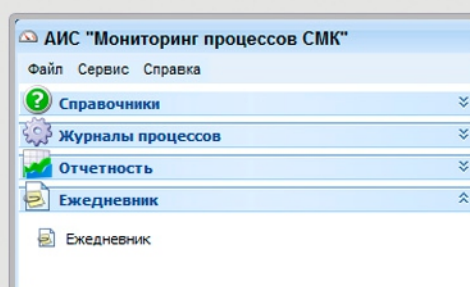 АИС "Мониторинг процессов СМК"
Файл Сервис Справка
Справочники
Журналы процессов
Отчетность
Ежедневник
Ежедневник